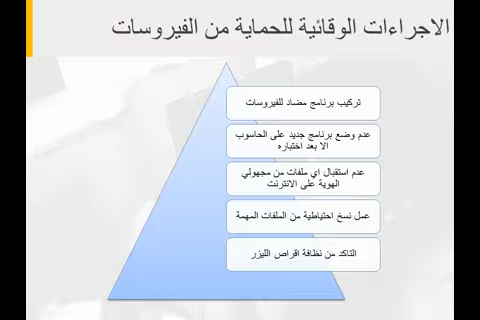 الاجراءات الوقائية للحماية من الفيروسات
تركيب برنامج مضاد للفيروسات
عدم وضع برنامج جديد على الحاسوب
الا بعد اختباره
عدم استقبال اي ملفات من مجهولي
الهوية على الانترنت
عمل نسخ احتياطية من الملفات المهمة
التاكد من نظافة اقراص الليزر